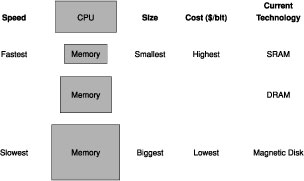 Speed CPU Size Cost ($/bit) Current Technology
Fastest Memory Smallest Highest SRAM
Memory DRAM
Slowest Memory Biggest Lowest Magnetic Disk